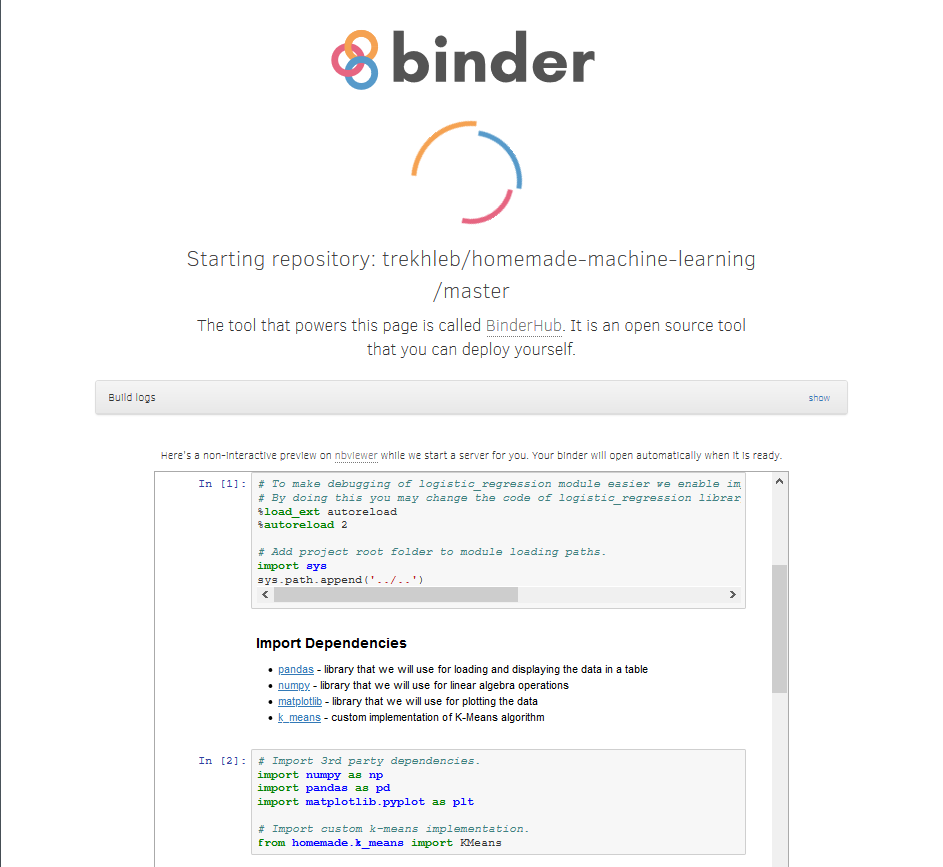 binder
Starting repository: trekhleb/homemade-machine-learning
/master
The tool that powers this page is called BinderHub. It is an open source tool
that you can deploy yourself.
Build logs show
Here's a non-interactive preview on nbviewer while we start a server for you. Your binder will open automatically when it is ready.
In [1]: # To make debugging of logistic_regression module easier we enable im
# By doing this you may change the code of logistic_regression librar
%load_ext autoreload
%autoreload 2
# Add project root folder to module loading paths.
import sys
sys.path.append('../..')
Import Dependencies
• pandas - library that we will use for loading and displaying the data in a table
• numpy - library that we will use for linear algebra operations
• matplotlib - library that we will use for plotting the data
• k_means - custom implementation of K-Means algorithm
In [2]: # Import 3rd party dependencies.
import numpy as np
import pandas as pd
import matplotlib.pyplot as plt
# Import custom k-means implementation.
from homemade.k_means import KMeans